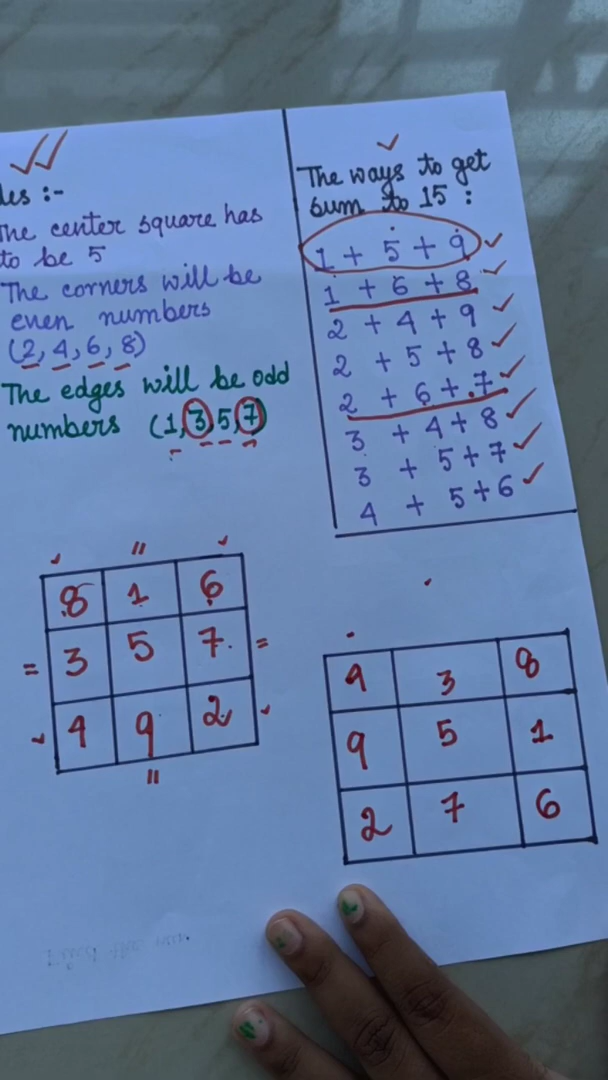 les :-
The center square has
to be 5
The corners will be
even numbers
(2, 4, 6, 8)
The edges will be odd
numbers (1, 3, 5, 7)
The ways to get
sum to 15 :
1 + 5 + 9
1 + 6 + 8
2 + 4 + 9
2 + 5 + 8
2 + 6 + 7
3 + 4 + 8
3 + 5 + 7
4 + 5 + 6
8 1 6
3 5 7
4 9 2
4 3 8
9 5 1
2 7 6